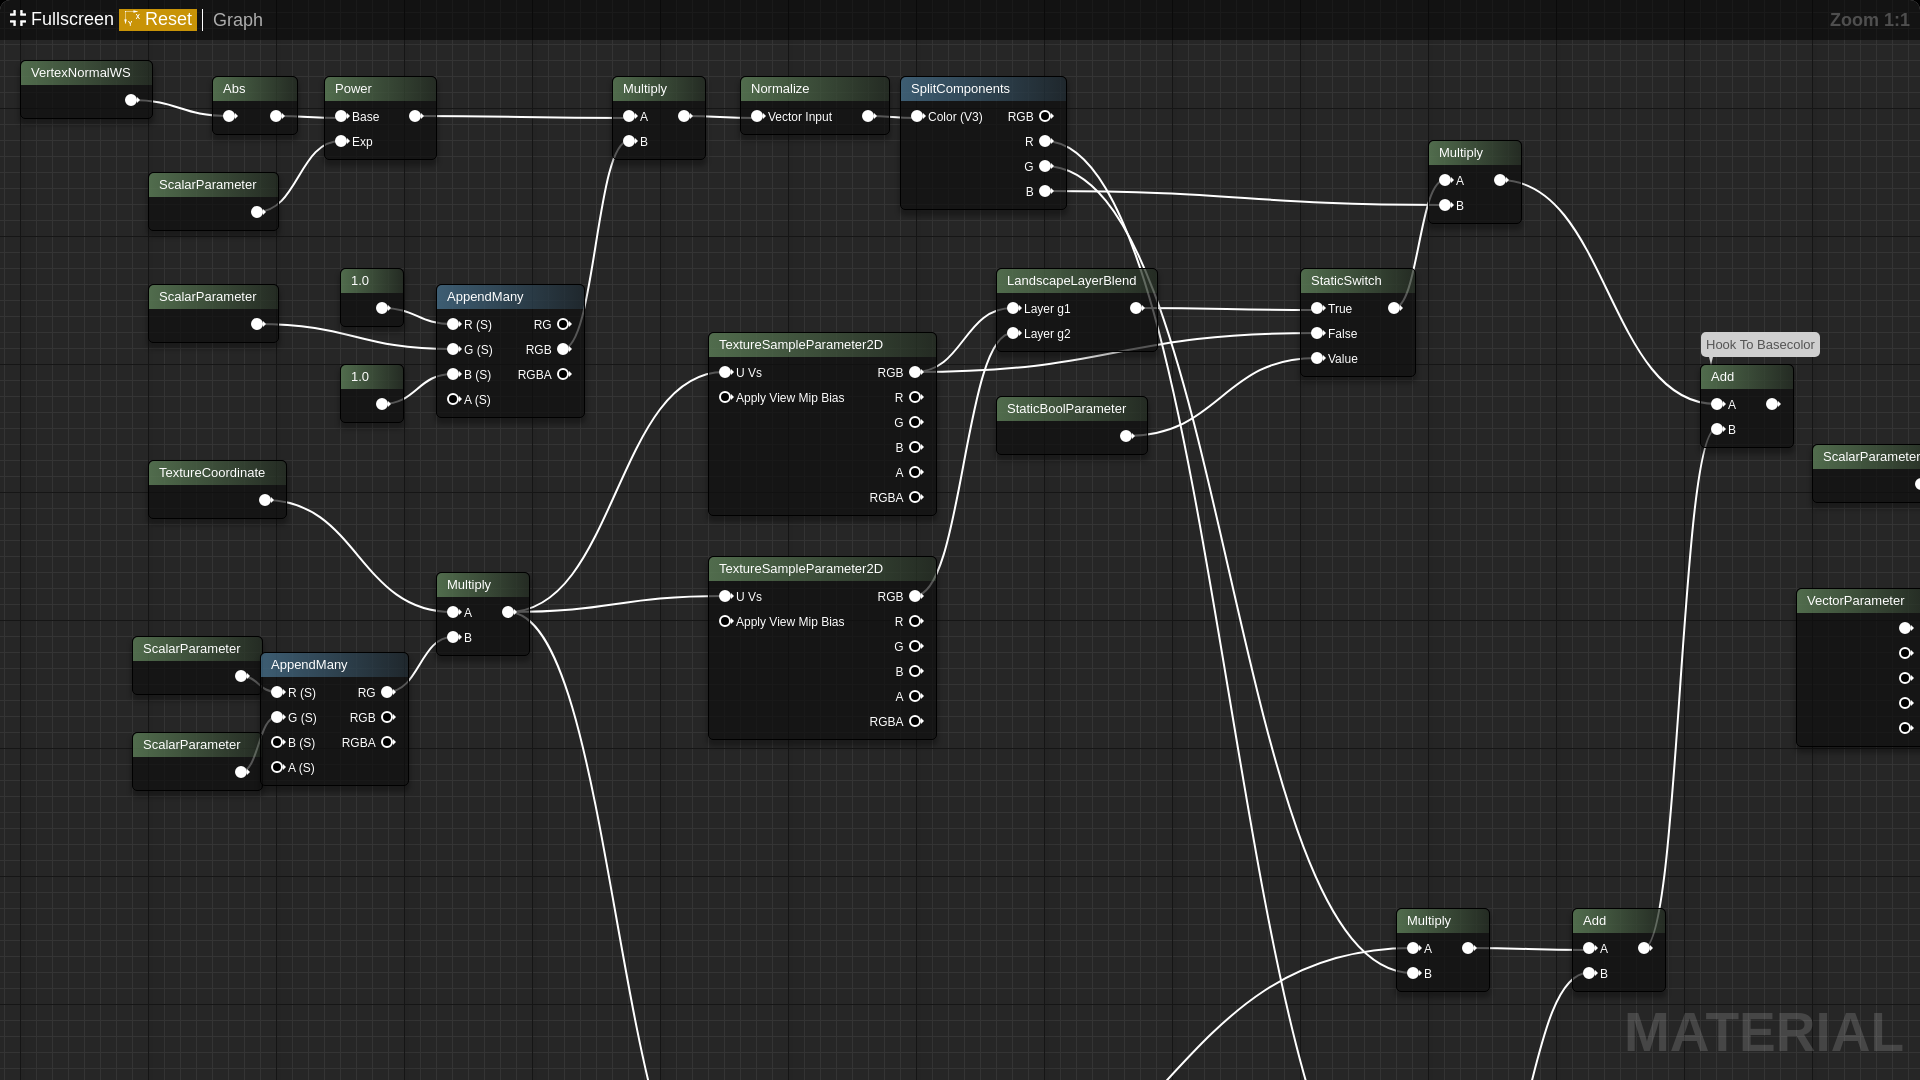 Fullscreen Reset Graph Zoom 1:1
VertexNormalWS
Abs
Power
Base
Exp
ScalarParameter
Multiply
A
B
Normalize
Vector Input
SplitComponents
Color (V3) RGB
R
G
B
Multiply
A
B
ScalarParameter
1.0
1.0
AppendMany
R (S) RG
G (S) RGB
B (S) RGBA
A (S)
LandscapeLayerBlend
Layer g1
Layer g2
StaticSwitch
True
False
Value
TextureSampleParameter2D
U Vs RGB
Apply View Mip Bias R
G
B
A
RGBA
StaticBoolParameter
Hook To Basecolor
Add
A
B
ScalarParameter
TextureCoordinate
Multiply
A
B
TextureSampleParameter2D
U Vs RGB
Apply View Mip Bias R
G
B
A
RGBA
VectorParameter
ScalarParameter
ScalarParameter
AppendMany
R (S) RG
G (S) RGB
B (S) RGBA
A (S)
Multiply
A
B
Add
A
B
MATERIAL